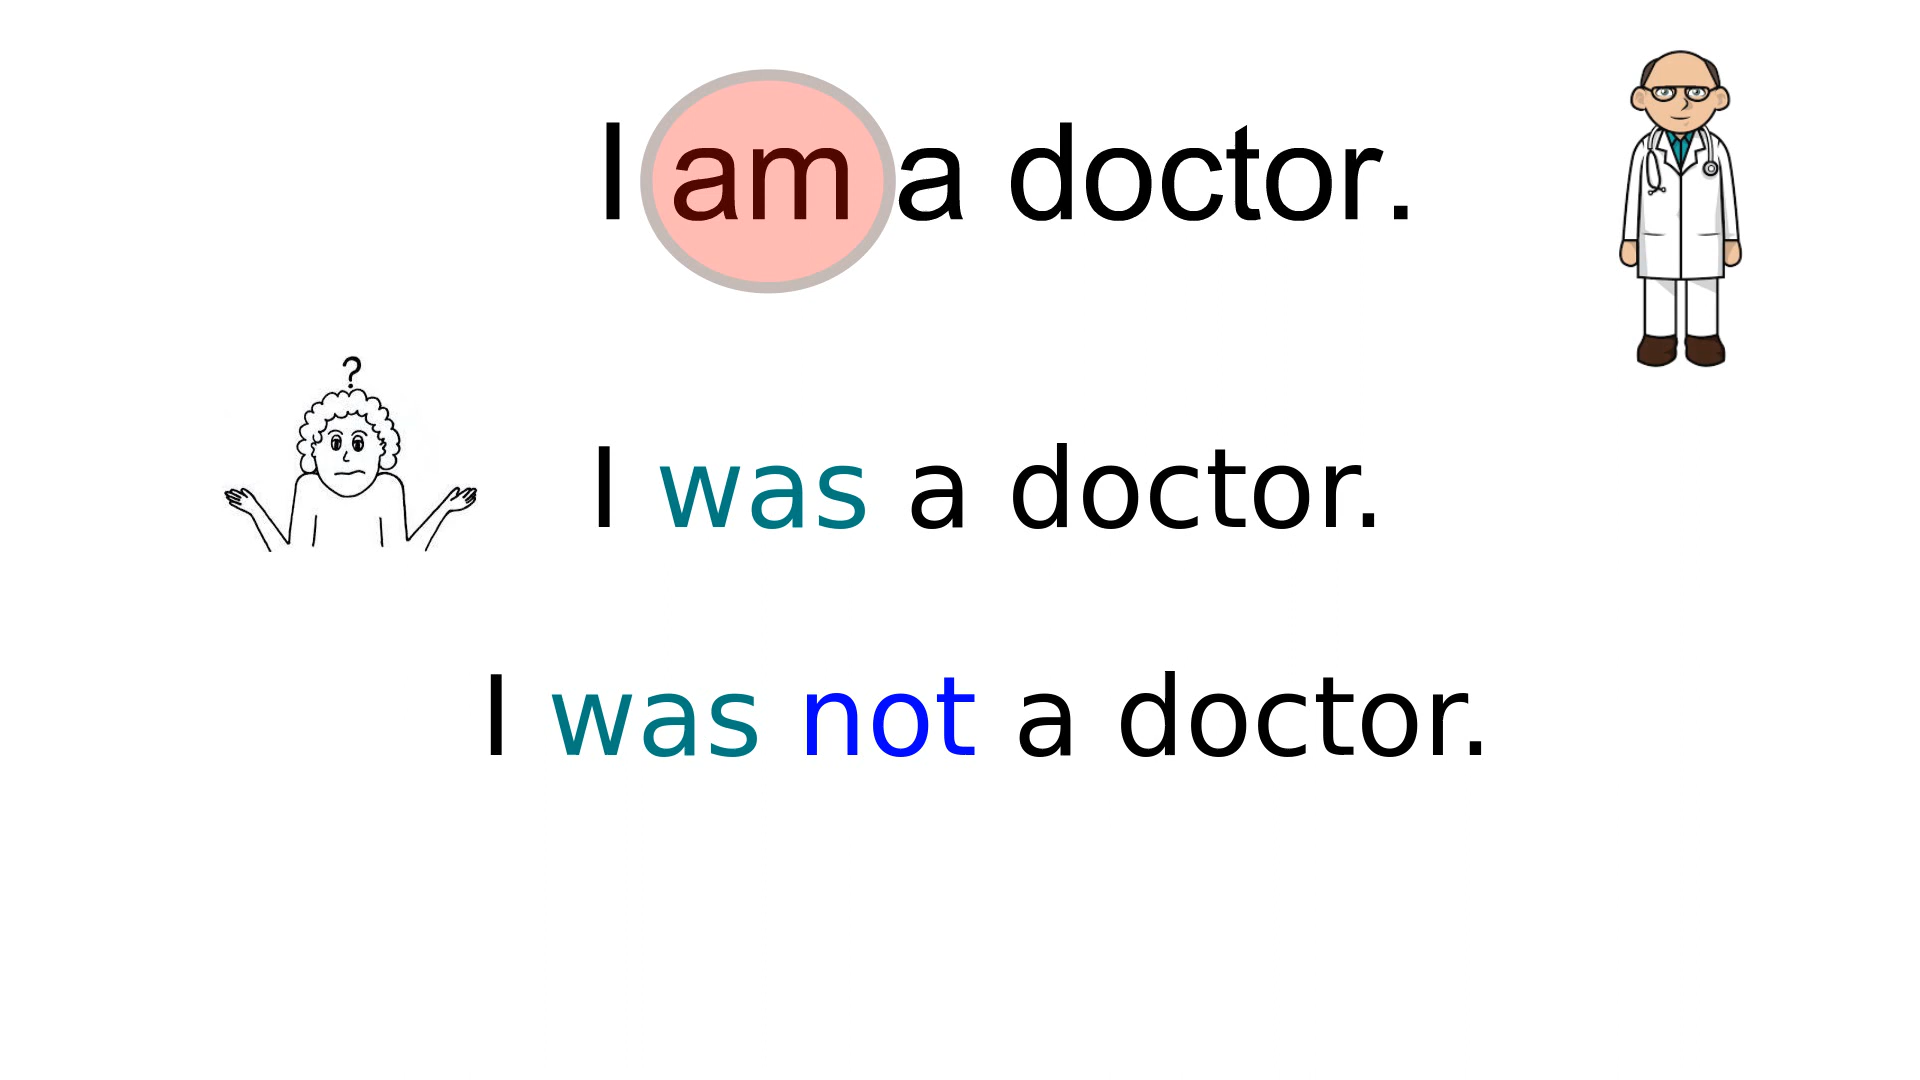 I am a doctor.
?
I was a doctor.
I was not a doctor.